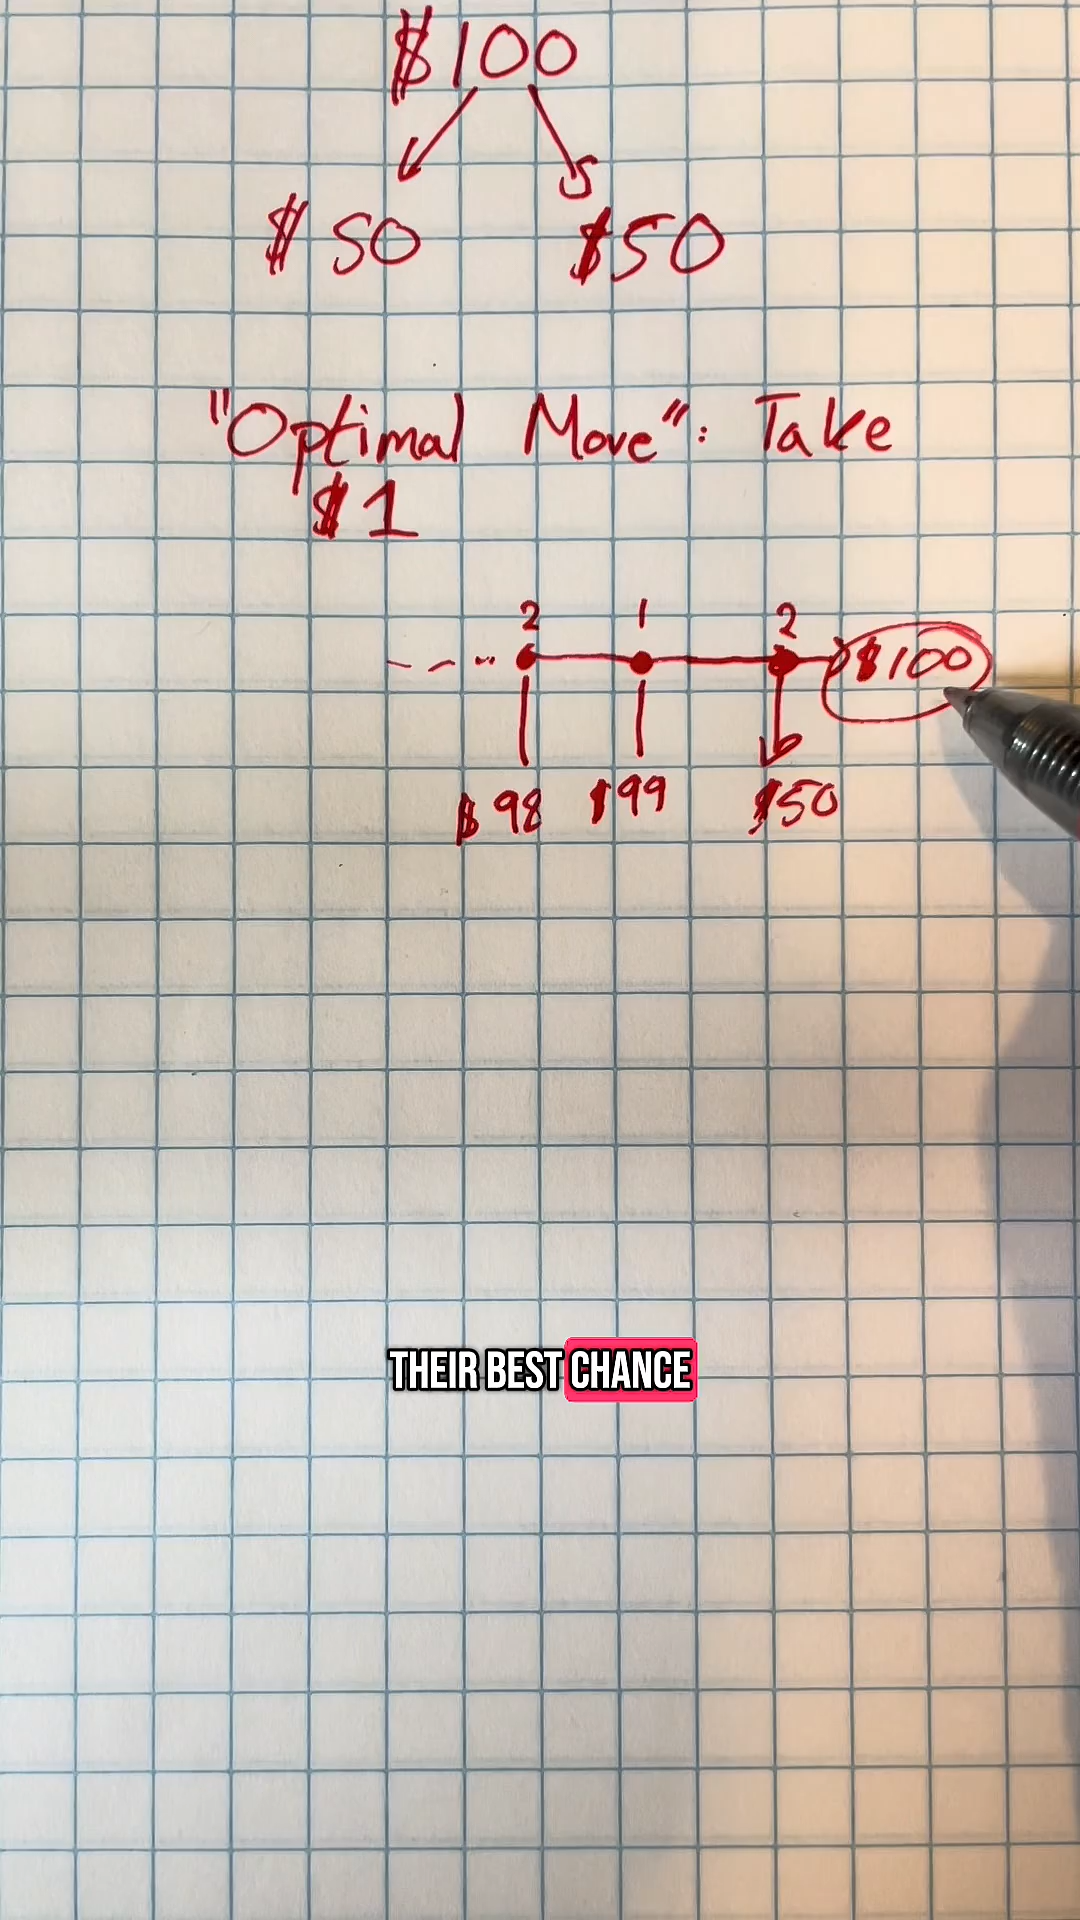 $100
$50 $50
"Optimal Move": Take
$1
2 1 2
$100
$98 $99 $50
THEIR BEST CHANCE